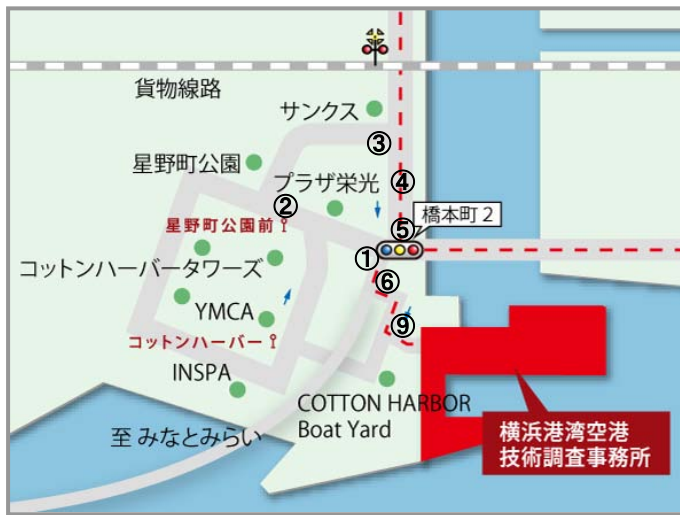 貨物線路
サンクス
③
星野町公園
プラザ栄光
④
②
星野町公園前
橋本町 2
⑤
①
コットンハーバータワーズ
⑥
YMCA
⑨
コットンハーバー
INSPA
COTTON HARBOR
Boat Yard
至 みなとみらい
横浜港湾空港
技術調査事務所